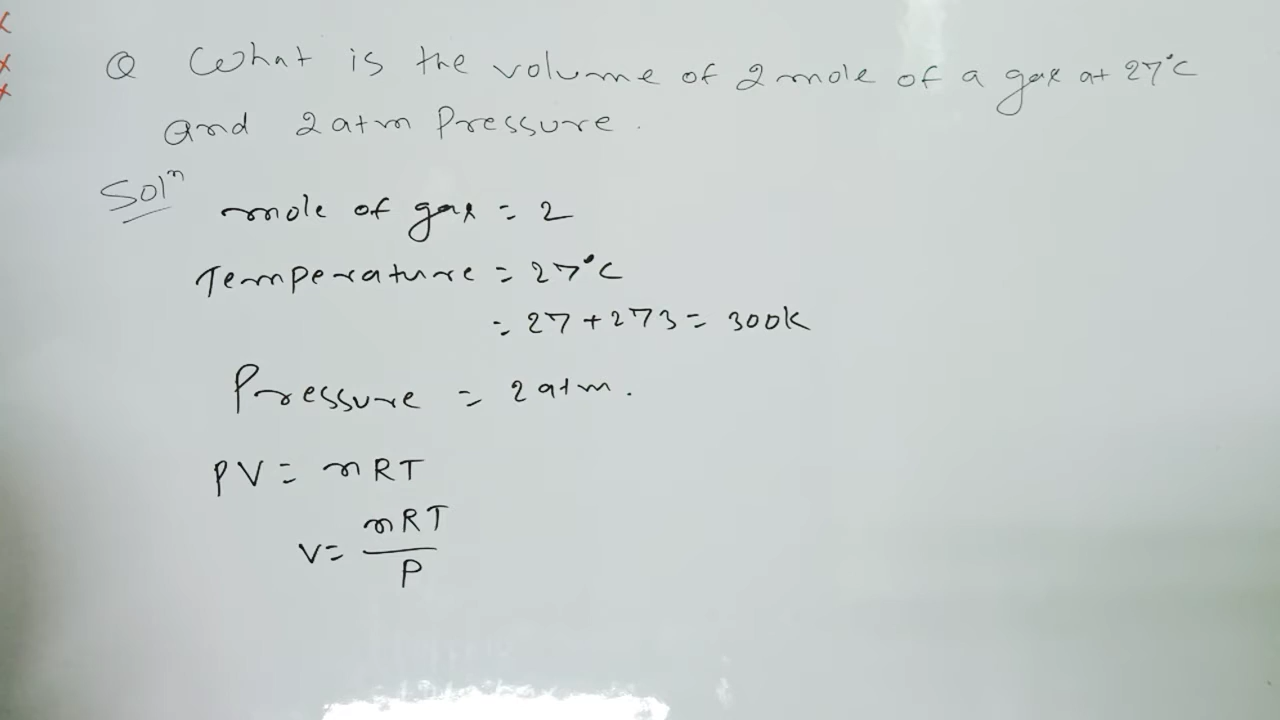 Q What is the volume of 2 mole of a gas at 27°C
and 2 atm Pressure.
Solⁿ
mole of gas = 2
Temperature = 27°C
= 27 + 273 = 300K
Pressure = 2 atm.
PV = nRT
V = nRT/P